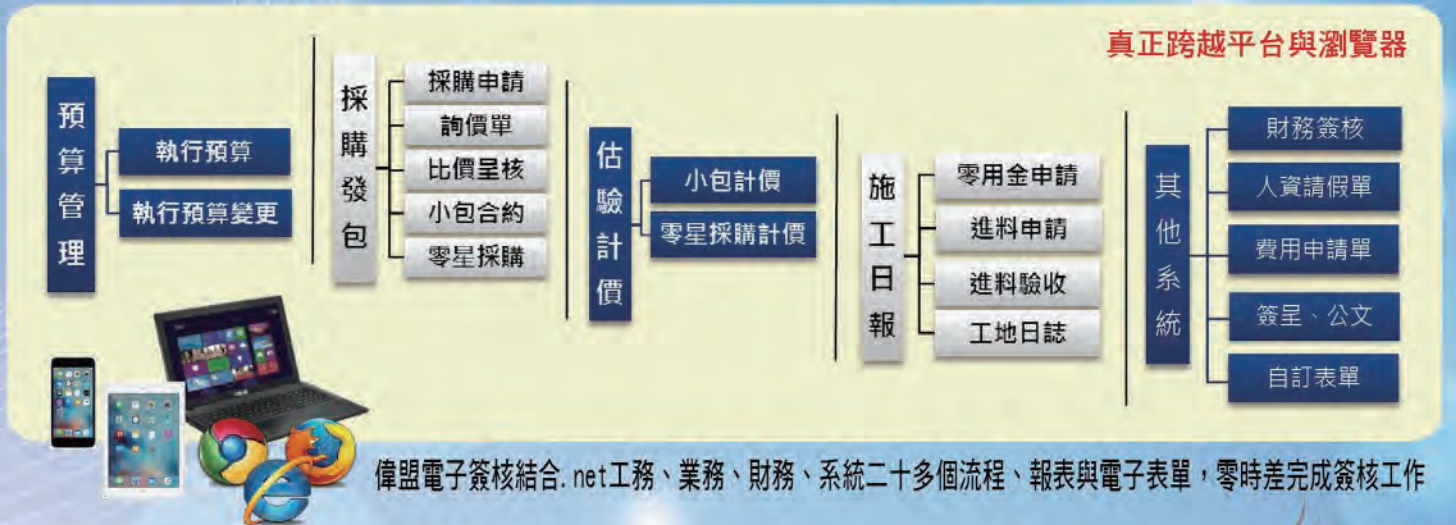 真正跨越平台與瀏覽器
預算管理
執行預算
執行預算變更
採購發包
採購申請
詢價單
比價呈核
小包合約
零星採購
估驗計價
小包計價
零星採購計價
施工日報
零用金申請
進料申請
進料驗收
工地日誌
其他系統
財務簽核
人資請假單
費用申請單
簽呈、公文
自訂表單
偉盟電子簽核結合.net工務、業務、財務、系統二十多個流程、報表與電子表單，零時差完成簽核工作